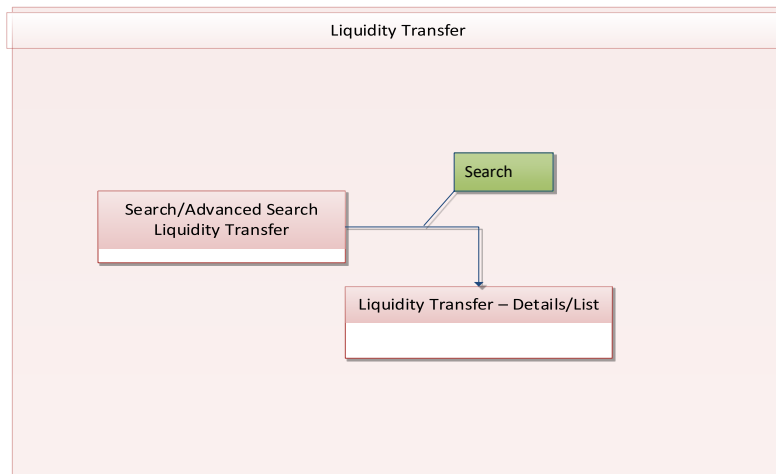 Liquidity Transfer
Search
Search/Advanced Search
Liquidity Transfer
Liquidity Transfer – Details/List